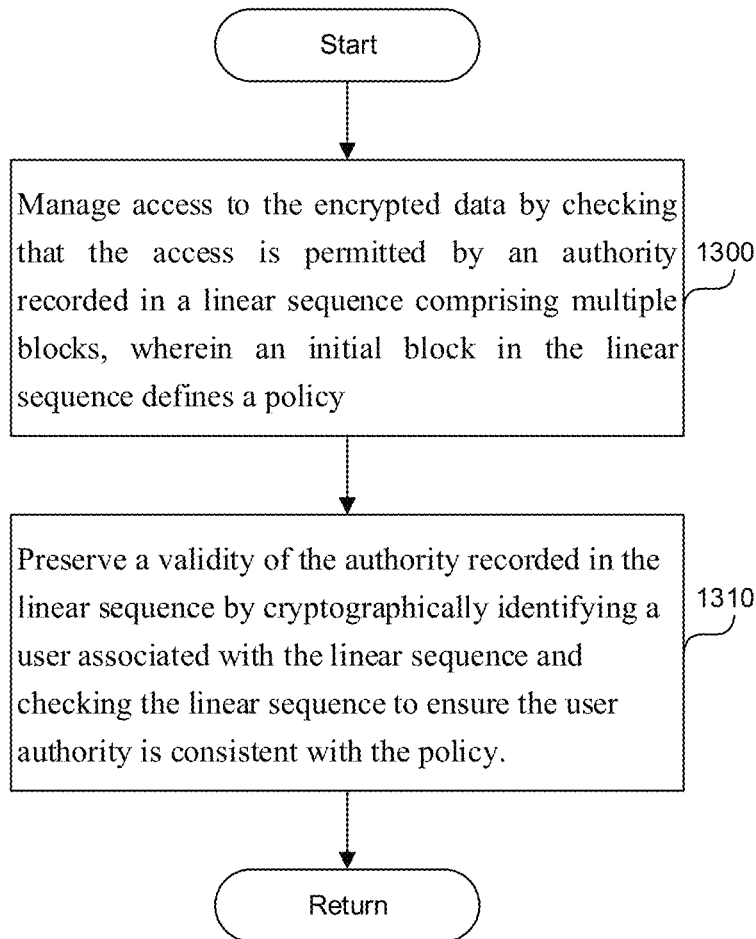 Start
Manage access to the encrypted data by checking
that the access is permitted by an authority
recorded in a linear sequence comprising multiple
blocks, wherein an initial block in the linear
sequence defines a policy
1300
Preserve a validity of the authority recorded in the
linear sequence by cryptographically identifying a
user associated with the linear sequence and
checking the linear sequence to ensure the user
authority is consistent with the policy.
1310
Return